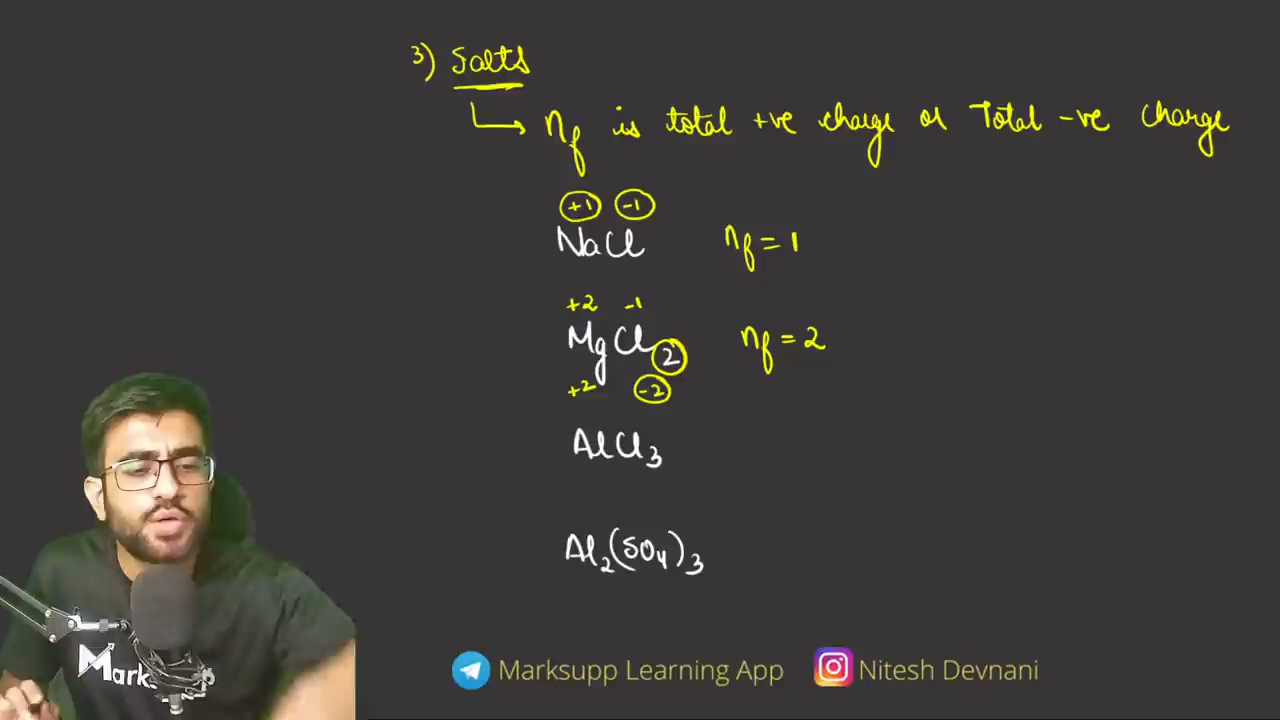 3) Salts
↳ nf is total +ve charge or Total -ve charge
+1 -1
NaCl nf = 1
+2 -1
MgCl2 nf = 2
+2 -2
AlCl3
Al2(SO4)3
Marks
Marksupp Learning App Nitesh Devnani